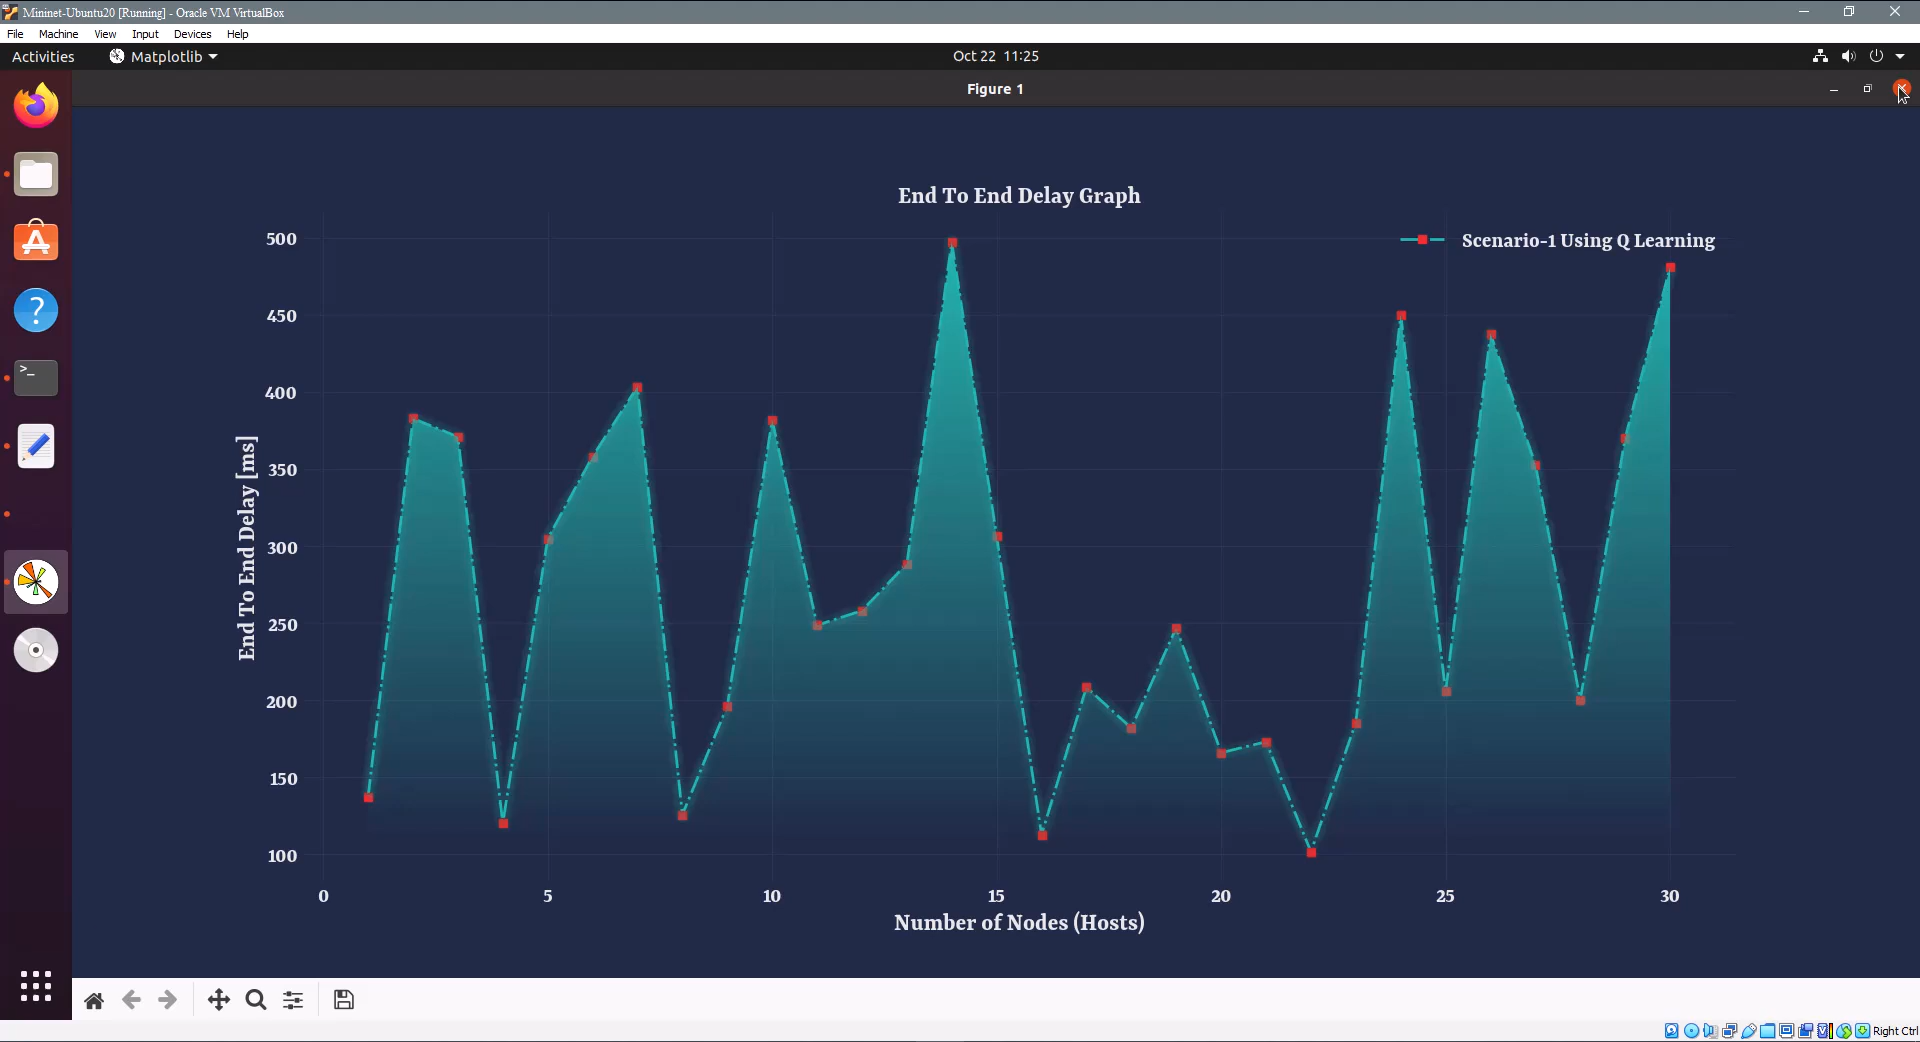 Mininet-Ubuntu20 [Running] - Oracle VM VirtualBox
File Machine View Input Devices Help
Activities Matplotlib Oct 22 11:25
Figure 1
End To End Delay Graph
Scenario-1 Using Q Learning
500
450
400
350
300
250
200
150
100
End To End Delay [ms]
0 5 10 15 20 25 30
Number of Nodes (Hosts)
Right Ctrl